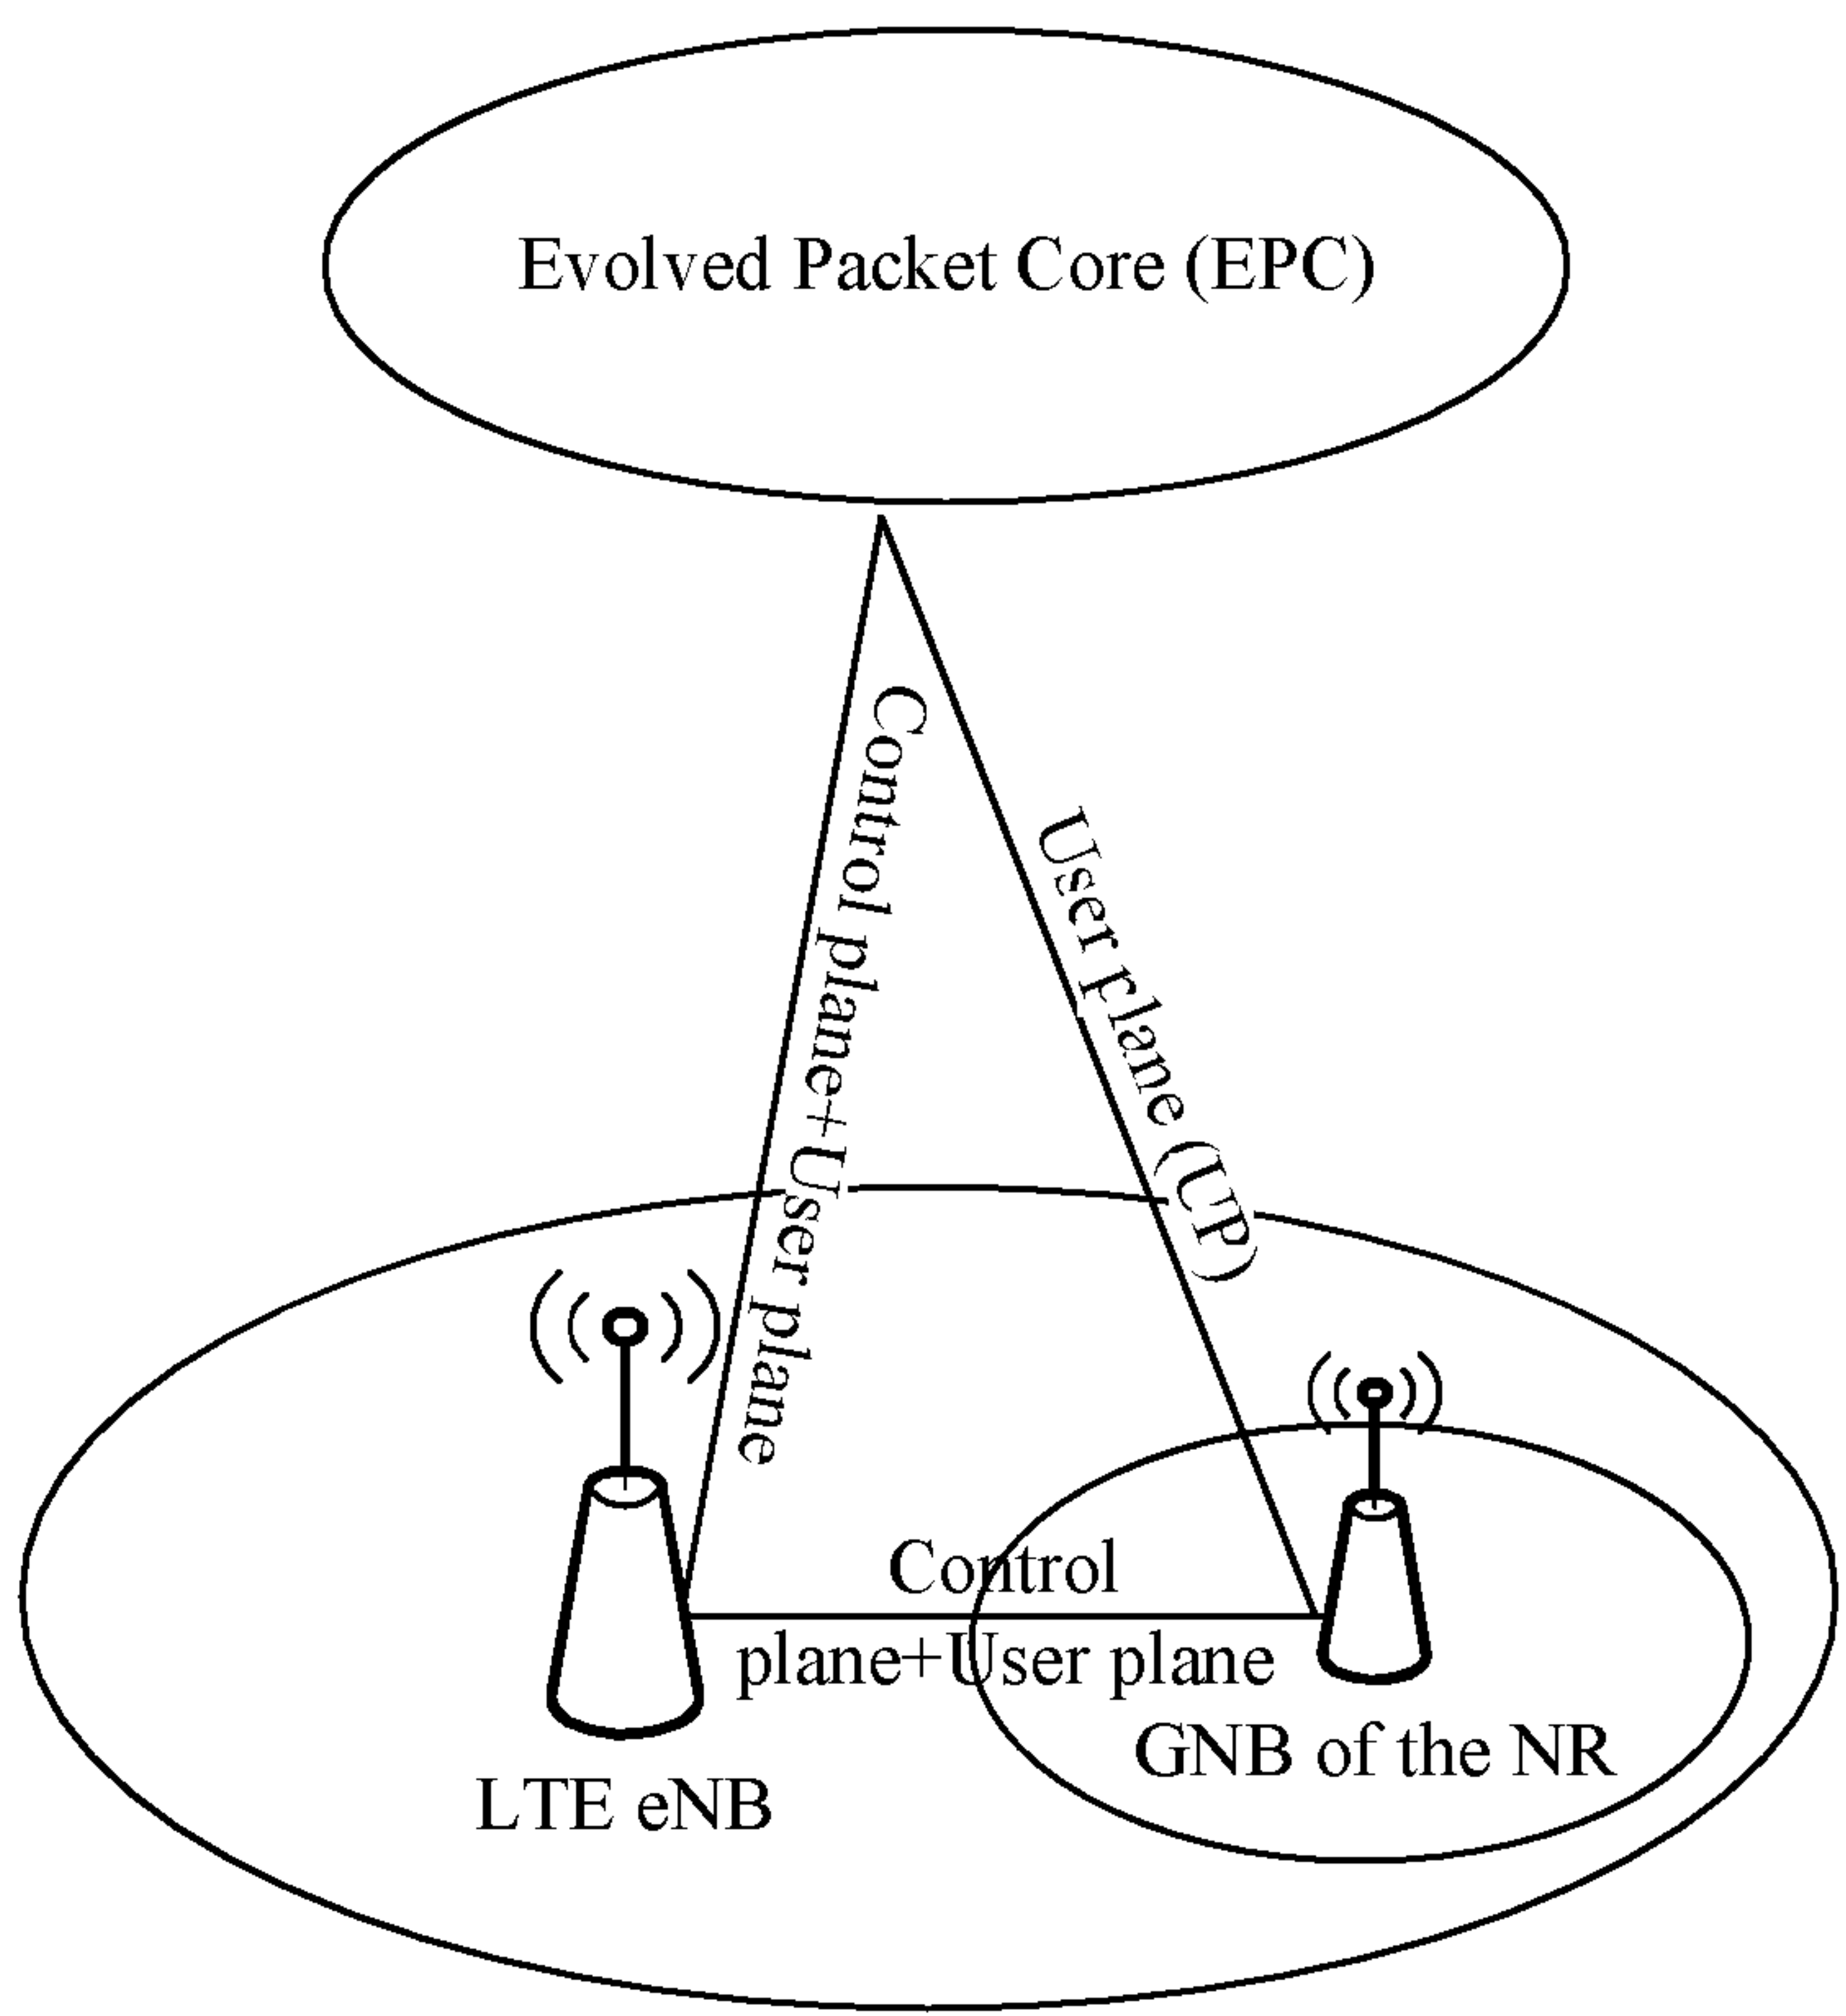 Evolved Packet Core (EPC)
Control plane+User plane
User Plane (UP)
Control
plane+User plane
GNB of the NR
LTE eNB